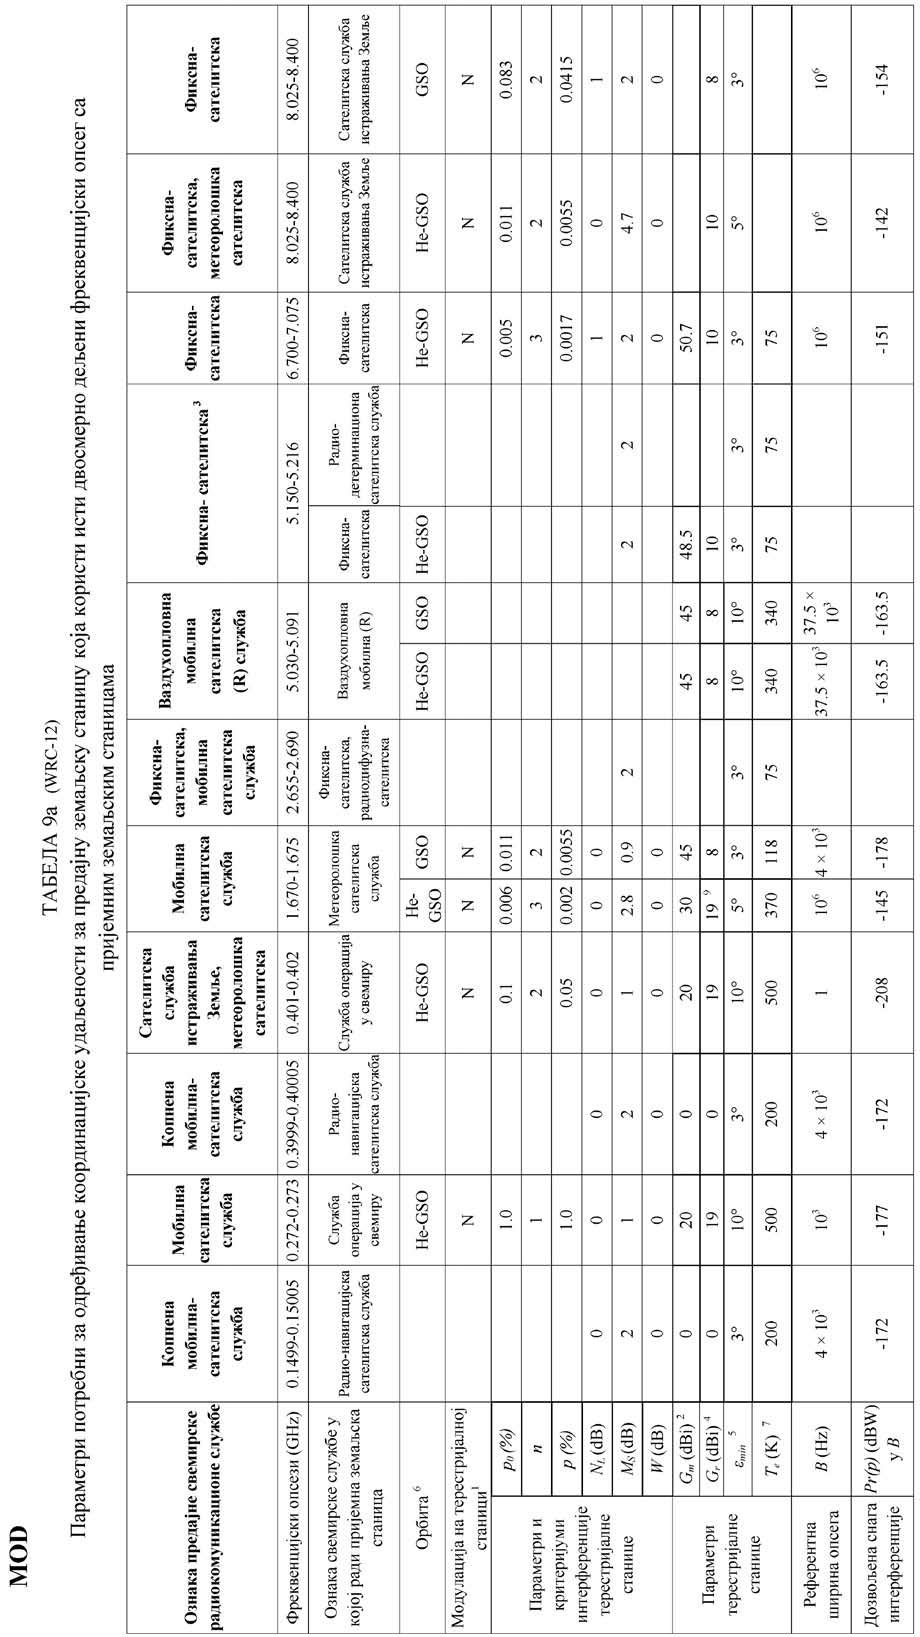 MOD
ТАБЕЛА 9a (WRC-12)
Параметри потребни за одређивање координацијске удаљености за предајну земаљску станицу која користи исти двосмерно дељени фреквенцијски опсег са
пријемним земаљским станицама
Ознака предајне свемирске
радиокомуникационе службе
Копнена
мобилна-
сателитска
служба
Мобилна
сателитска
служба
Копнена
мобилна-
сателитска
служба
Сателитска
служба
истраживања
Земље,
метеоролошка
сателитска
Мобилна
сателитска
служба
Фиксна-
сателитска,
мобилна
сателитска
служба
Ваздухопловна
мобилна
сателитска
(R) служба
Фиксна- сателитска ³
Фиксна-
сателитска
Фиксна-
сателитска,
метеоролошка
сателитска
Фиксна-
сателитска
Фреквенцијски опсези (GHz) 0.1499-0.15005 0.272-0.273 0.3999-0.40005 0.401-0.402 1.670-1.675 2.655-2.690 5.030-5.091 5.150-5.216 6.700-7.075 8.025-8.400 8.025-8.400
Ознака свемирске службе у
којој ради пријемна земаљска
станица
Радио-навигацијска
сателитска служба
Служба
операција у
свемиру
Радио-
навигацијска
сателитска служба
Служба операција
у свемиру
Метеоролошка
сателитска
служба
Фиксна-
сателитска,
радиодифузна-
сателитска
Ваздухопловна
мобилна (R)
Фиксна-
сателитска
Радио-
детерминациона
сателитска служба
Фиксна-
сателитска
Сателитска служба
истраживања Земље
Сателитска служба
истраживања Земље
Орбита ⁶ Не-GSO Не-GSO Не-
GSO GSO Не-GSO GSO Не-GSO Не-GSO Не-GSO GSO
Модулација на терестријалној
станици¹ N N N N N N N
Параметри и
критеријуми
интерференције
терестријалне
станице
p₀ (%) 1.0 0.1 0.006 0.011 0.005 0.011 0.083
n 1 2 3 2 3 2 2
p (%) 1.0 0.05 0.002 0.0055 0.0017 0.0055 0.0415
N_L (dB) 0 0 0 0 0 0 1 0 1
M_S (dB) 2 1 2 1 2.8 0.9 2 2 2 2 4.7 2
W (dB) 0 0 0 0 0 0 0 0 0
Параметри
терестријалне
станице
G_m (dBi) ² 0 20 0 20 30 45 45 45 48.5 50.7
G_r (dBi) ⁴ 0 19 0 19 19 ⁹ 8 8 8 10 10 10 8
ε_min ⁵ 3° 10° 3° 10° 5° 3° 3° 10° 10° 3° 3° 3° 5° 3°
T_e (K) ⁷ 200 500 200 500 370 118 75 340 340 75 75 75
Референтна
ширина опсега
B (Hz) 4 × 10³ 10³ 4 × 10³ 1 10⁶ 4 × 10³ 37.5 × 10³ 37.5 ×
10³ 10⁶ 10⁶ 10⁶
Дозвољена снага
интерференције
Pr(p) (dBW)
у B
-172 -177 -172 -208 -145 -178 -163.5 -163.5 -151 -142 -154